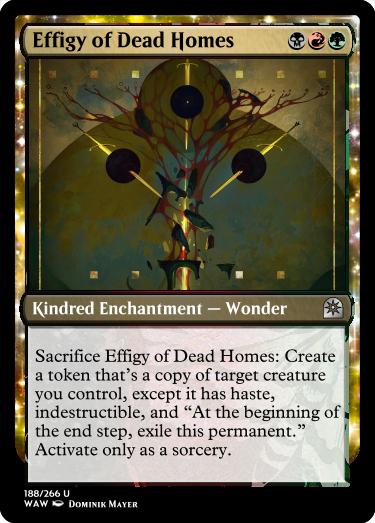 Effigy of Dead Homes
Kindred Enchantment — Wonder
Sacrifice Effigy of Dead Homes: Create
a token that's a copy of target creature
you control, except it has haste,
indestructible, and “At the beginning of
the end step, exile this permanent.”
Activate only as a sorcery.
188/266 U
WAW Dominik Mayer